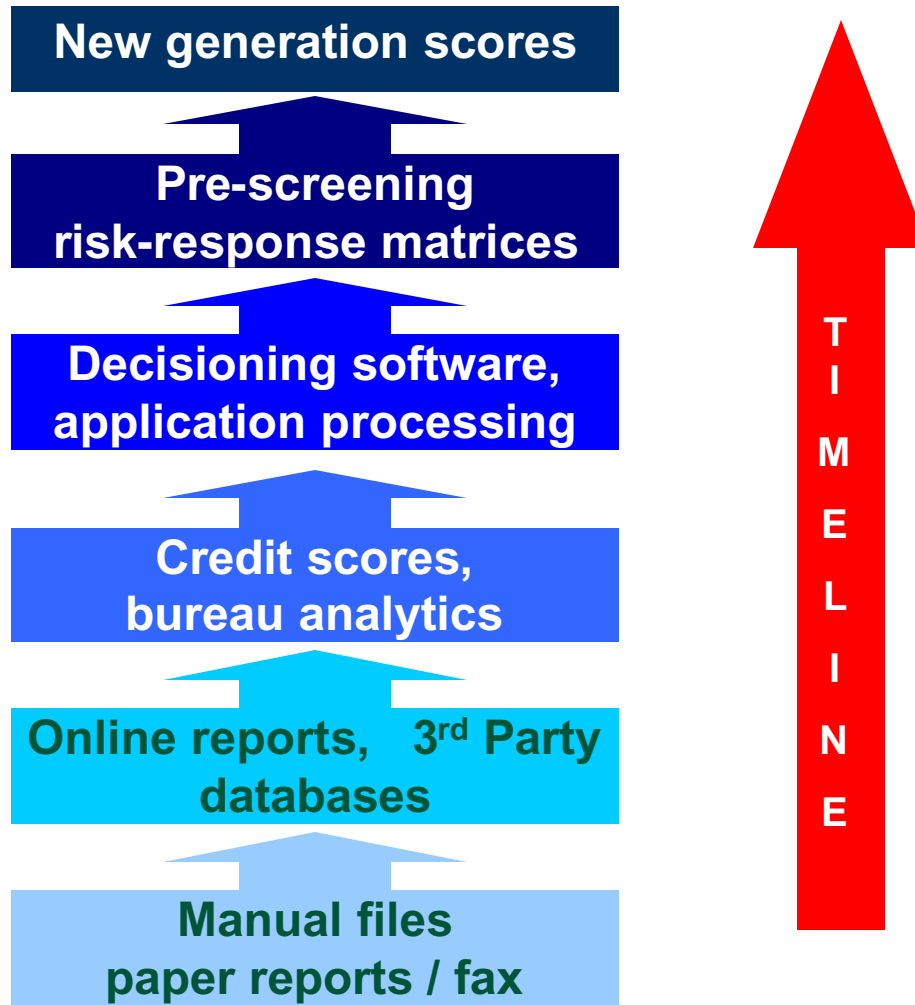 New generation scores
Pre-screening
risk-response matrices
Decisioning software,
application processing
Credit scores,
bureau analytics
Online reports, 3rd Party
databases
Manual files
paper reports / fax
T
I
M
E
L
I
N
E